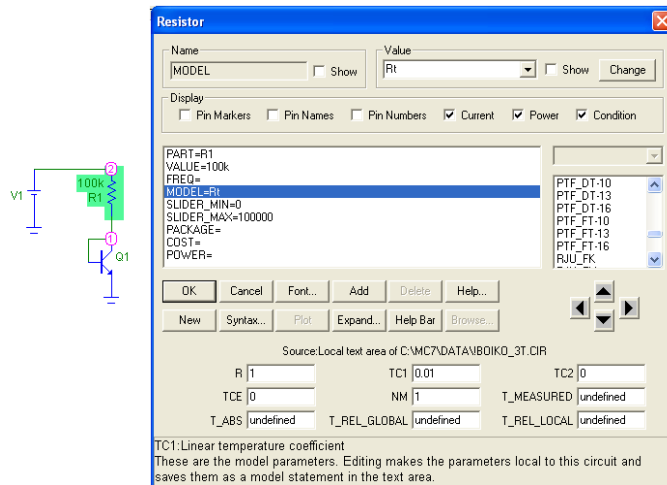 Resistor
Name
MODEL
Show
Value
Rt
Show
Change
Display
Pin Markers Pin Names Pin Numbers Current Power Condition
PART=R1
VALUE=100k
FREQ=
MODEL=Rt
SLIDER_MIN=0
SLIDER_MAX=100000
PACKAGE=
COST=
POWER=
PTF_DT-10
PTF_DT-13
PTF_DT-16
PTF_FT-10
PTF_FT-13
PTF_FT-16
RJU_FK
OK Cancel Font... Add Delete Help...
New Syntax... Plot Expand... Help Bar Browse...
Source:Local text area of C:\MC7\DATA\IBOIKO_3T.CIR
R 1 TC1 0.01 TC2 0
TCE 0 NM 1 T_MEASURED undefined
T_ABS undefined T_REL_GLOBAL undefined T_REL_LOCAL undefined
TC1:Linear temperature coefficient
These are the model parameters. Editing makes the parameters local to this circuit and
saves them as a model statement in the text area.
2
100k
R1
V1
1
Q1